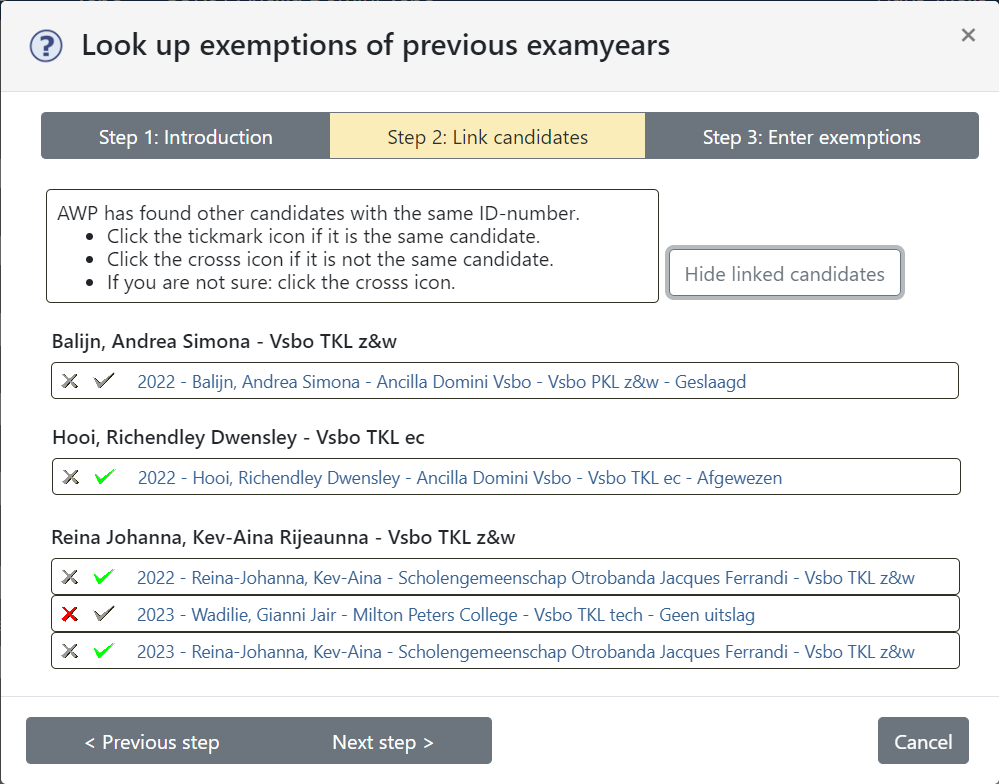 Look up exemptions of previous examyears
×
Step 1: Introduction
Step 2: Link candidates
Step 3: Enter exemptions
AWP has found other candidates with the same ID-number.
• Click the tickmark icon if it is the same candidate.
• Click the crosss icon if it is not the same candidate.
• If you are not sure: click the crosss icon.
Hide linked candidates
Balijn, Andrea Simona - Vsbo TKL z&w
2022 - Balijn, Andrea Simona - Ancilla Domini Vsbo - Vsbo PKL z&w - Geslaagd
Hooi, Richendley Dwensley - Vsbo TKL ec
2022 - Hooi, Richendley Dwensley - Ancilla Domini Vsbo - Vsbo TKL ec - Afgewezen
Reina Johanna, Kev-Aina Rijeaunna - Vsbo TKL z&w
2022 - Reina-Johanna, Kev-Aina - Scholengemeenschap Otrobanda Jacques Ferrandi - Vsbo TKL z&w
2023 - Wadilie, Gianni Jair - Milton Peters College - Vsbo TKL tech - Geen uitslag
2023 - Reina-Johanna, Kev-Aina - Scholengemeenschap Otrobanda Jacques Ferrandi - Vsbo TKL z&w
< Previous step
Next step >
Cancel